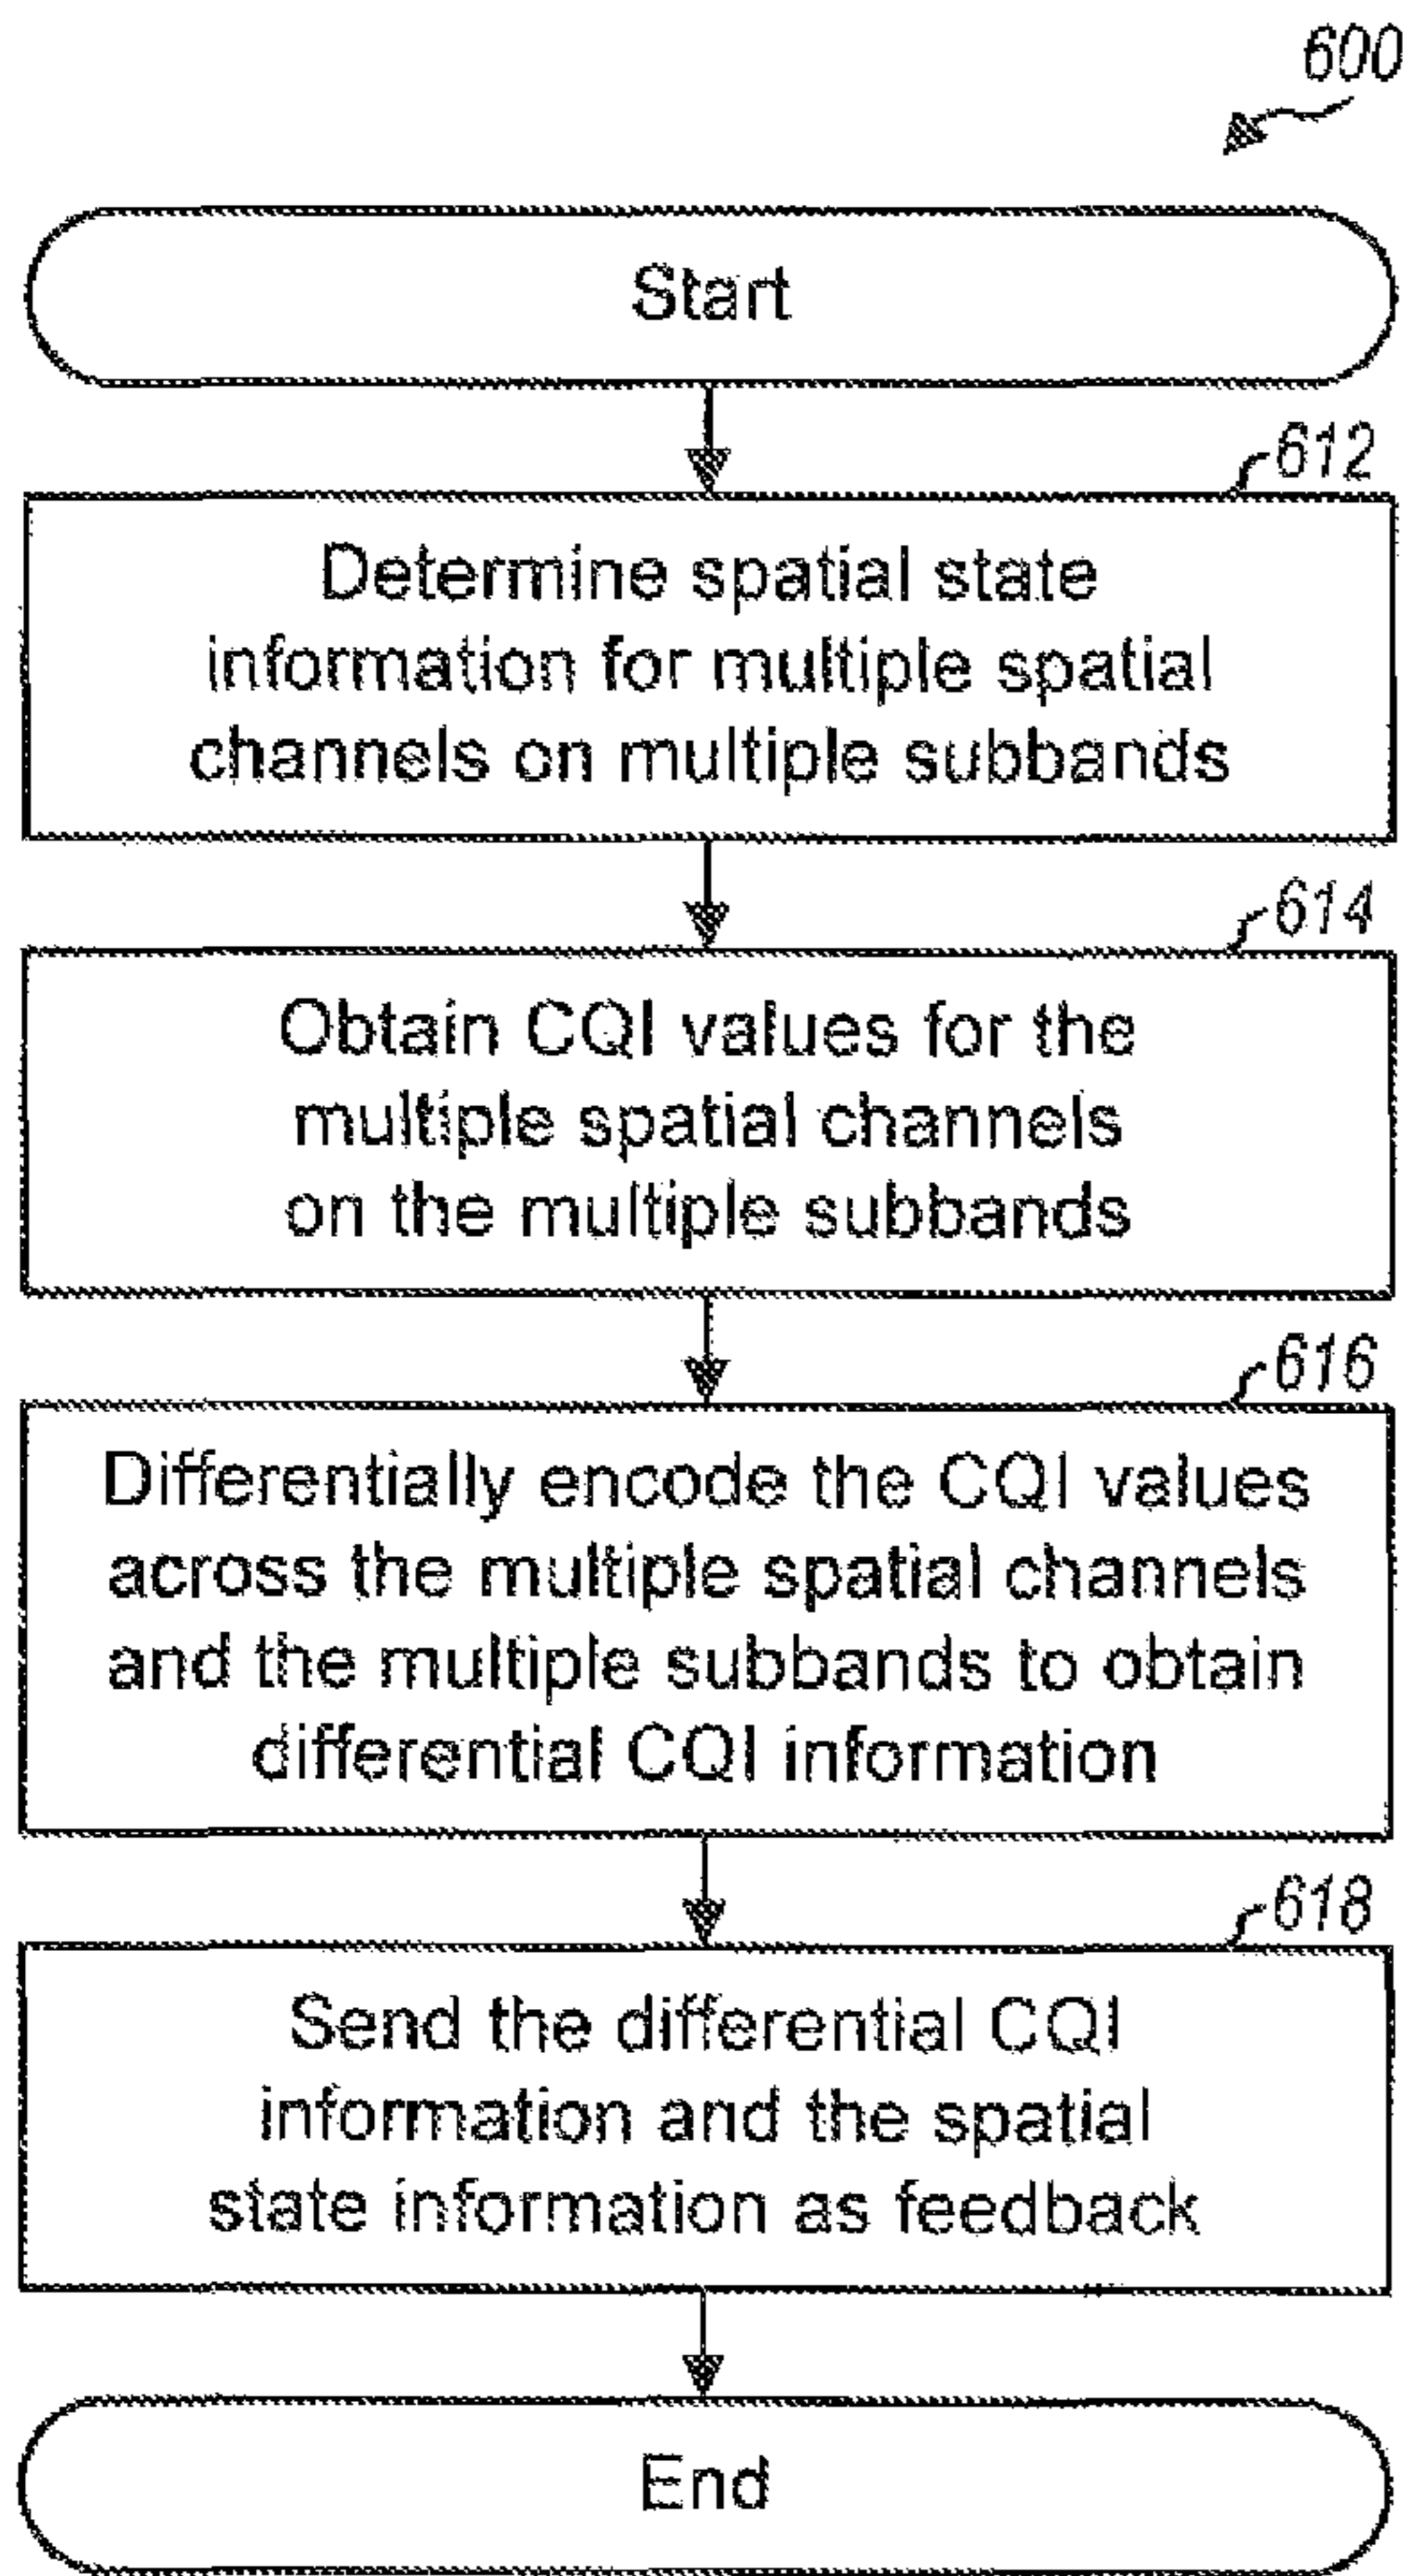 600
Start
612
Determine spatial state
information for multiple spatial
channels on multiple subbands
614
Obtain CQI values for the
multiple spatial channels
on the multiple subbands
616
Differentially encode the CQI values
across the multiple spatial channels
and the multiple subbands to obtain
differential CQI information
618
Send the differential CQI
information and the spatial
state information as feedback
End